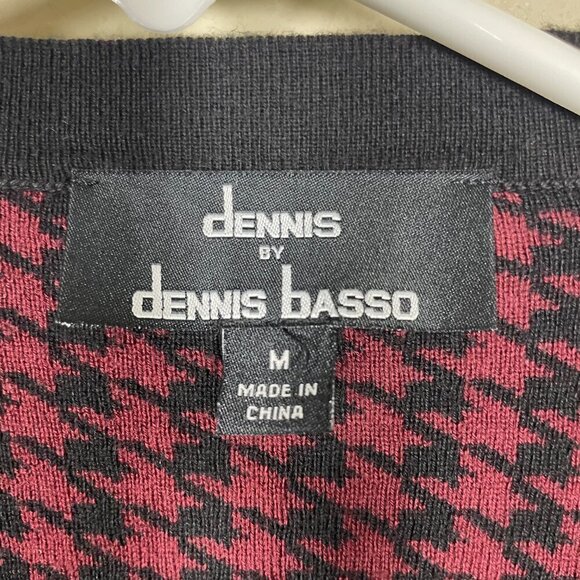 dENNIS
BY
dENNIS bASSO
M
MADE IN
CHINA